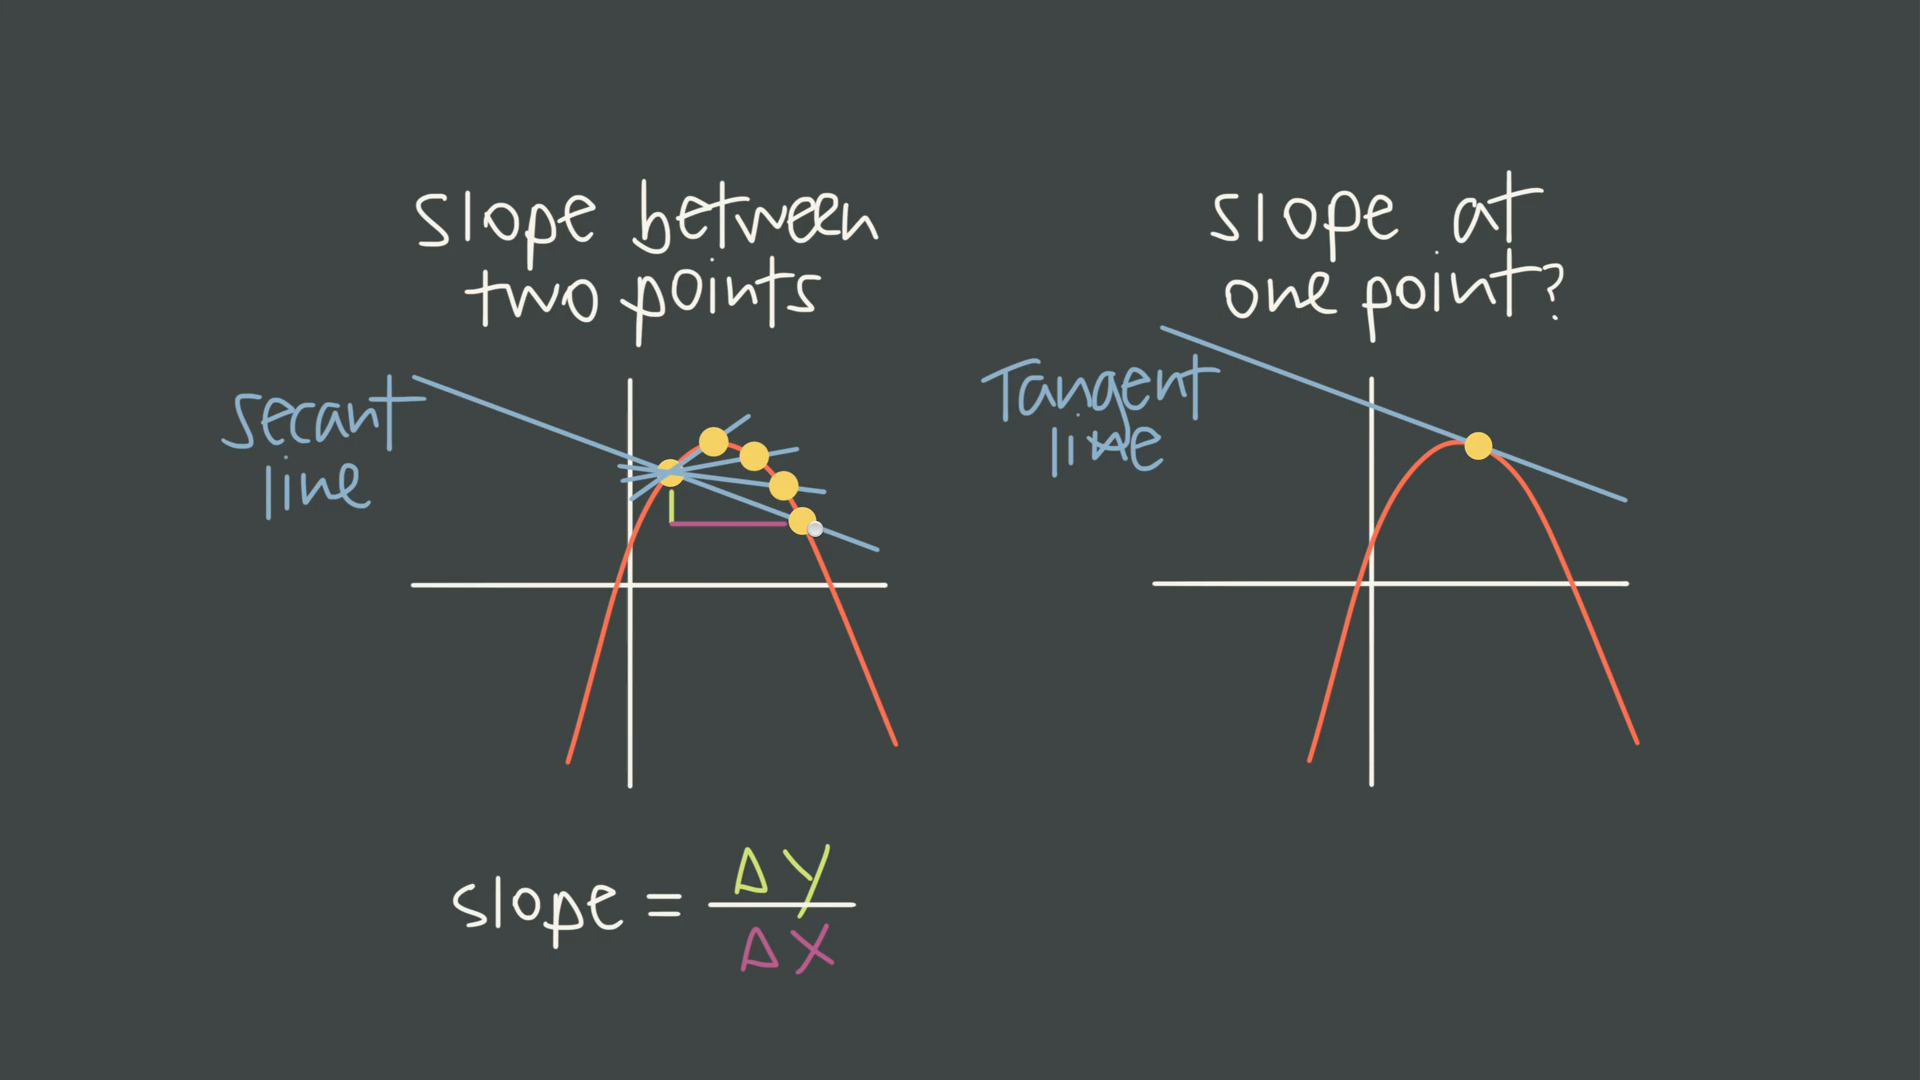 slope between
two points
slope at
one point?
secant
line
Tangent
line
slope = ΔY
ΔX